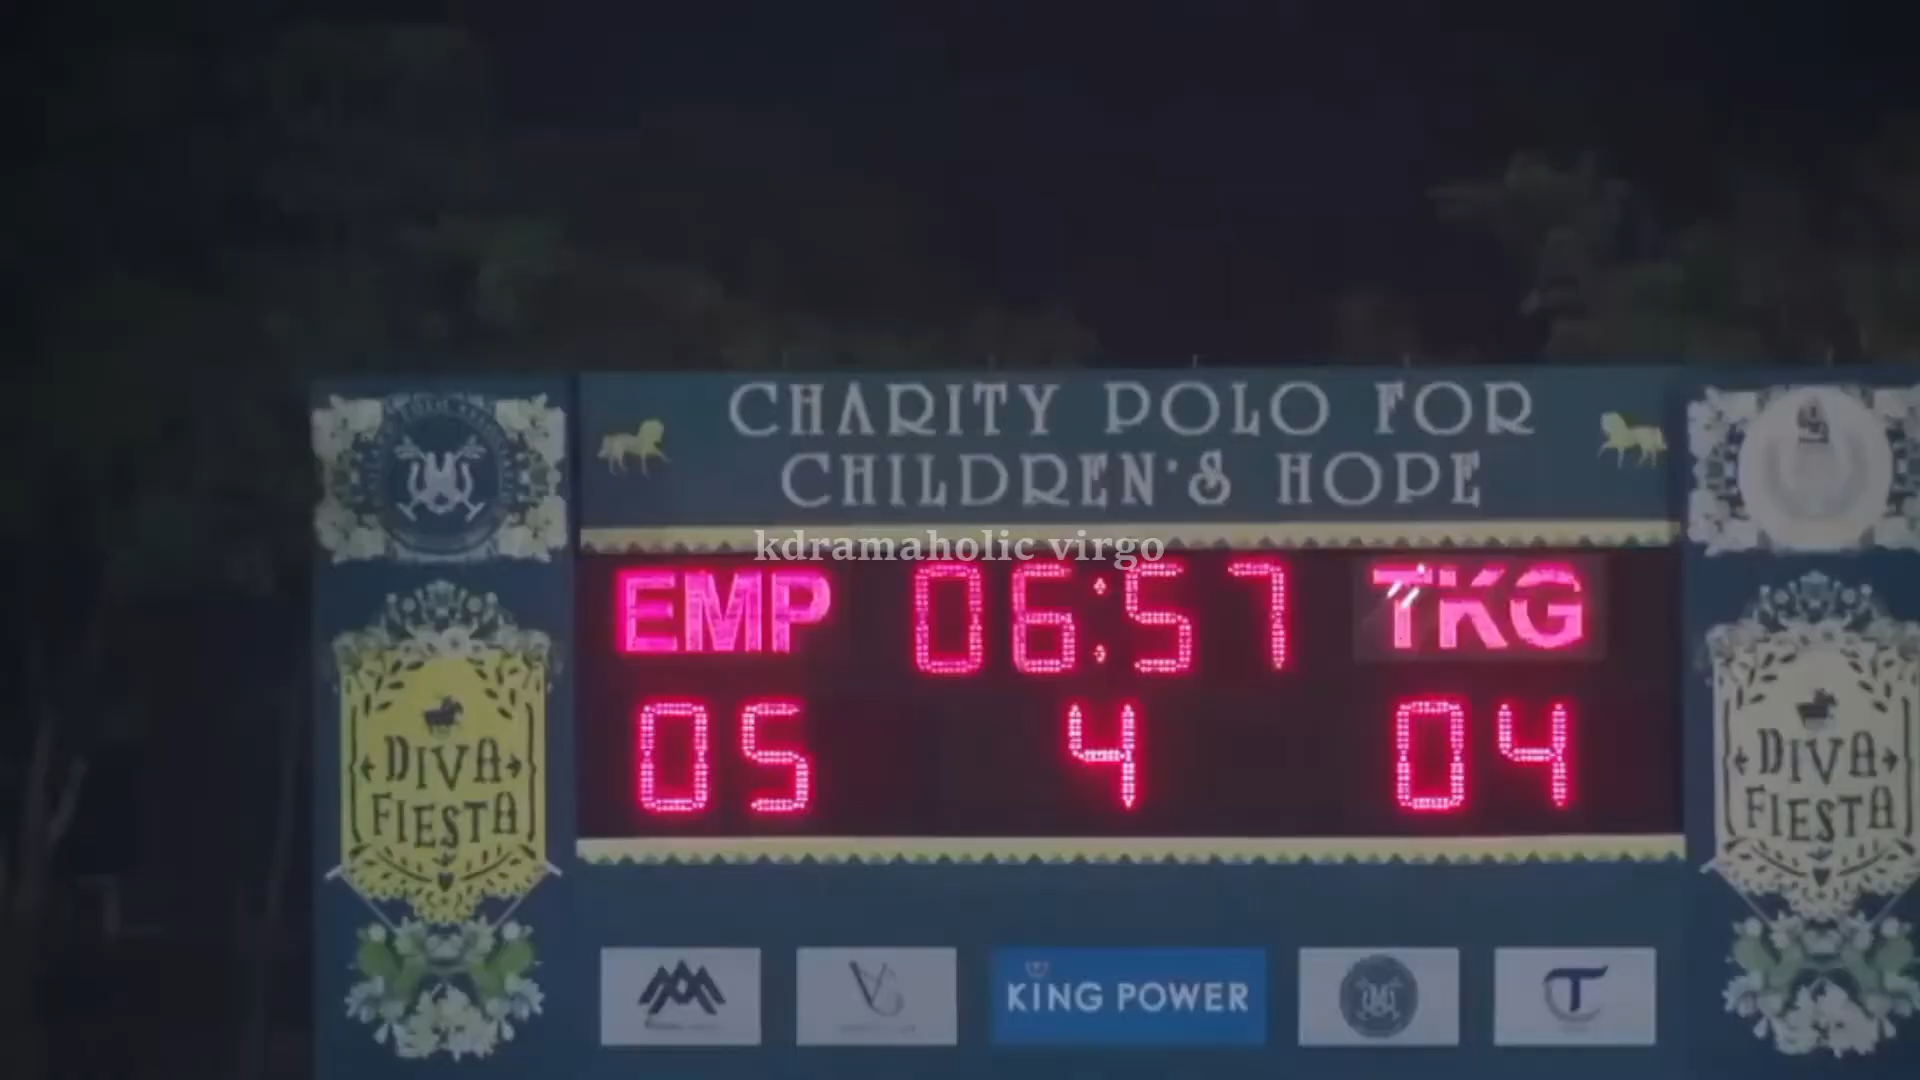 CHARITY POLO FOR
CHILDREN'S HOPE
kdramaholic virgo
EMP 06:57 TKG
05 4 04
DIVA
FIESTA
DIVA
FIESTA
KING POWER
T